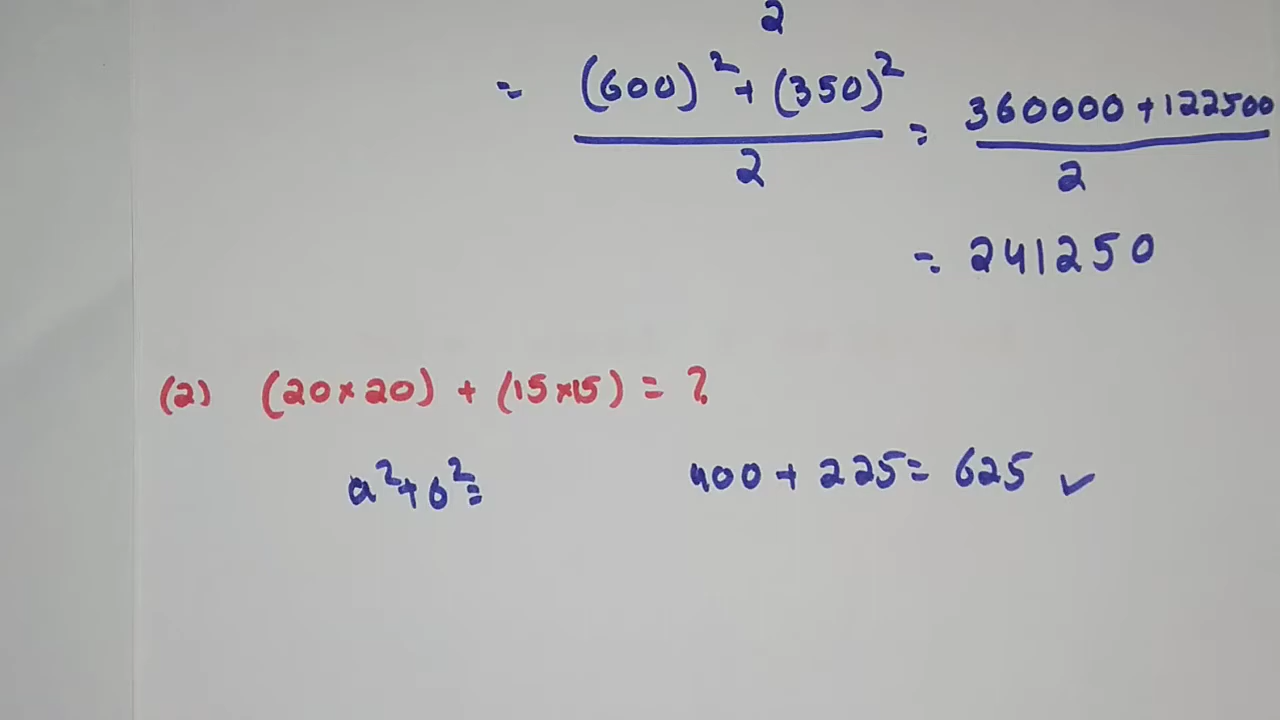 2
= (600)² + (350)² / 2 = 360000 + 122500 / 2
= 241250
(2) (20×20) + (15×15) = ?
a²+b²= 400 + 225 = 625 ✓